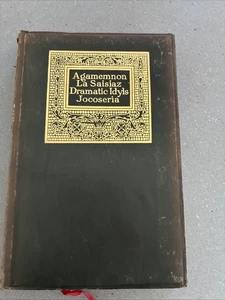 Agamemnon
La Saisiaz
Dramatic Idyls
Jocoseria